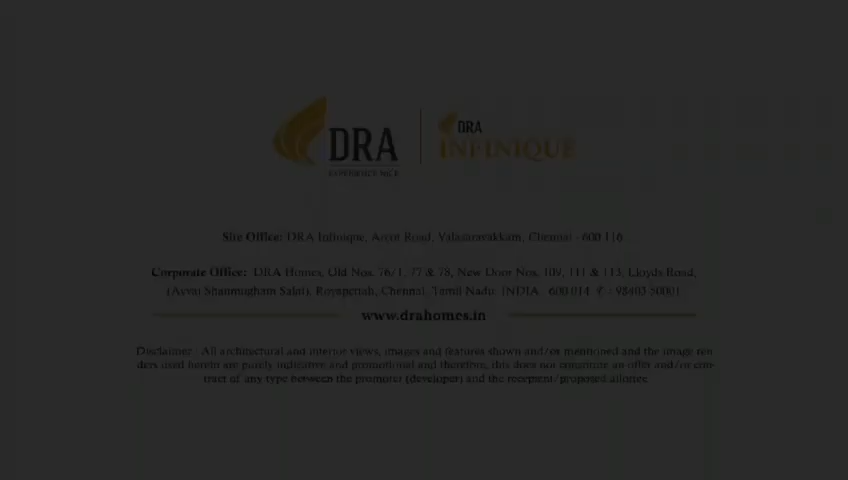 DRA
EXPERIENCE NICE
DRA
INFINIQUE
Site Office: DRA Infinique, Arcot Road, Valasaravakkam, Chennai - 600 116
Corporate Office: DRA Homes, Old Nos. 76/1, 77 & 78, New Door Nos. 109, 111 & 113, Lloyds Road,
(Avvai Shanmugham Salai), Royapettah, Chennai, Tamil Nadu. INDIA - 600 014
www.drahomes.in
Disclaimer: All architectural and interior views, images and features shown and/or mentioned and the image ren-
ders used herein are purely indicative and promotional and therefore, this does not constitute an offer and/or con-
tract of any type between the promoter (developer) and the recepient/proposed allottee